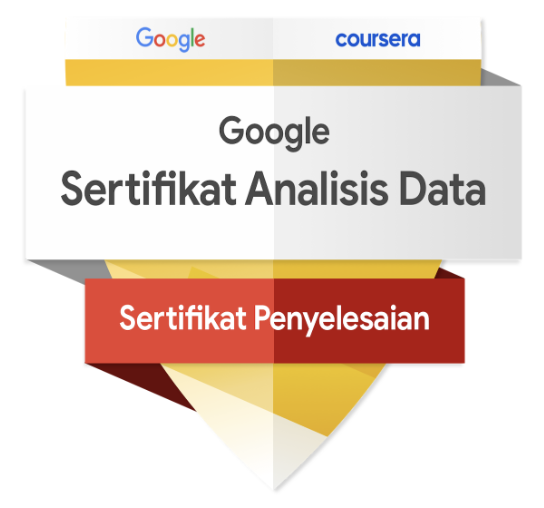 Google coursera
Google
Sertifikat Analisis Data
Sertifikat Penyelesaian